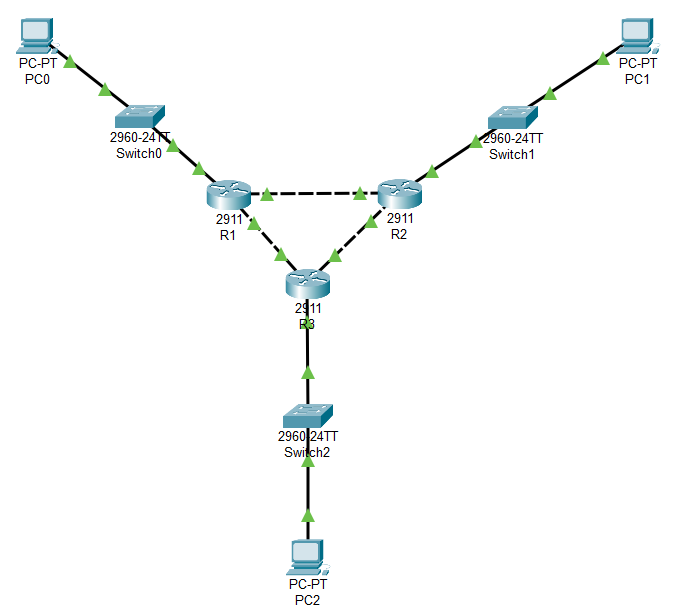 PC-PT
PC0
PC-PT
PC1
2960-24TT
Switch0
2960-24TT
Switch1
2911
R1
2911
R2
2911
R3
2960-24TT
Switch2
PC-PT
PC2